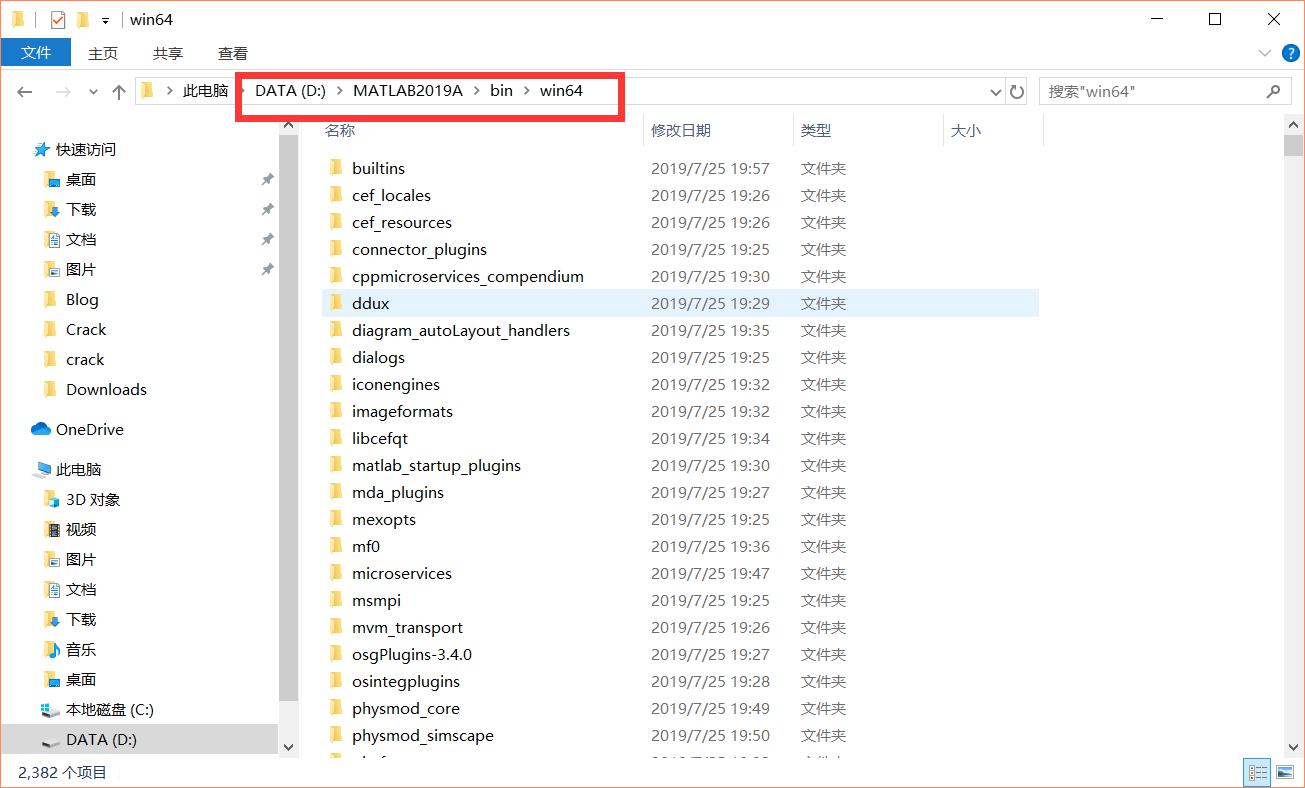 win64
文件 主页 共享 查看
此电脑 DATA (D:) MATLAB2019A bin win64
搜索"win64"
名称 修改日期 类型 大小
快速访问
桌面
下载
文档
图片
Blog
Crack
crack
Downloads
OneDrive
此电脑
3D 对象
视频
图片
文档
下载
音乐
桌面
本地磁盘 (C:)
DATA (D:)
builtins 2019/7/25 19:57 文件夹
cef_locales 2019/7/25 19:26 文件夹
cef_resources 2019/7/25 19:26 文件夹
connector_plugins 2019/7/25 19:25 文件夹
cppmicroservices_compendium 2019/7/25 19:30 文件夹
ddux 2019/7/25 19:29 文件夹
diagram_autoLayout_handlers 2019/7/25 19:35 文件夹
dialogs 2019/7/25 19:25 文件夹
iconengines 2019/7/25 19:32 文件夹
imageformats 2019/7/25 19:32 文件夹
libcefqt 2019/7/25 19:34 文件夹
matlab_startup_plugins 2019/7/25 19:30 文件夹
mda_plugins 2019/7/25 19:27 文件夹
mexopts 2019/7/25 19:25 文件夹
mf0 2019/7/25 19:36 文件夹
microservices 2019/7/25 19:47 文件夹
msmpi 2019/7/25 19:25 文件夹
mvm_transport 2019/7/25 19:26 文件夹
osgPlugins-3.4.0 2019/7/25 19:27 文件夹
osintegplugins 2019/7/25 19:28 文件夹
physmod_core 2019/7/25 19:49 文件夹
physmod_simscape 2019/7/25 19:50 文件夹
2,382 个项目